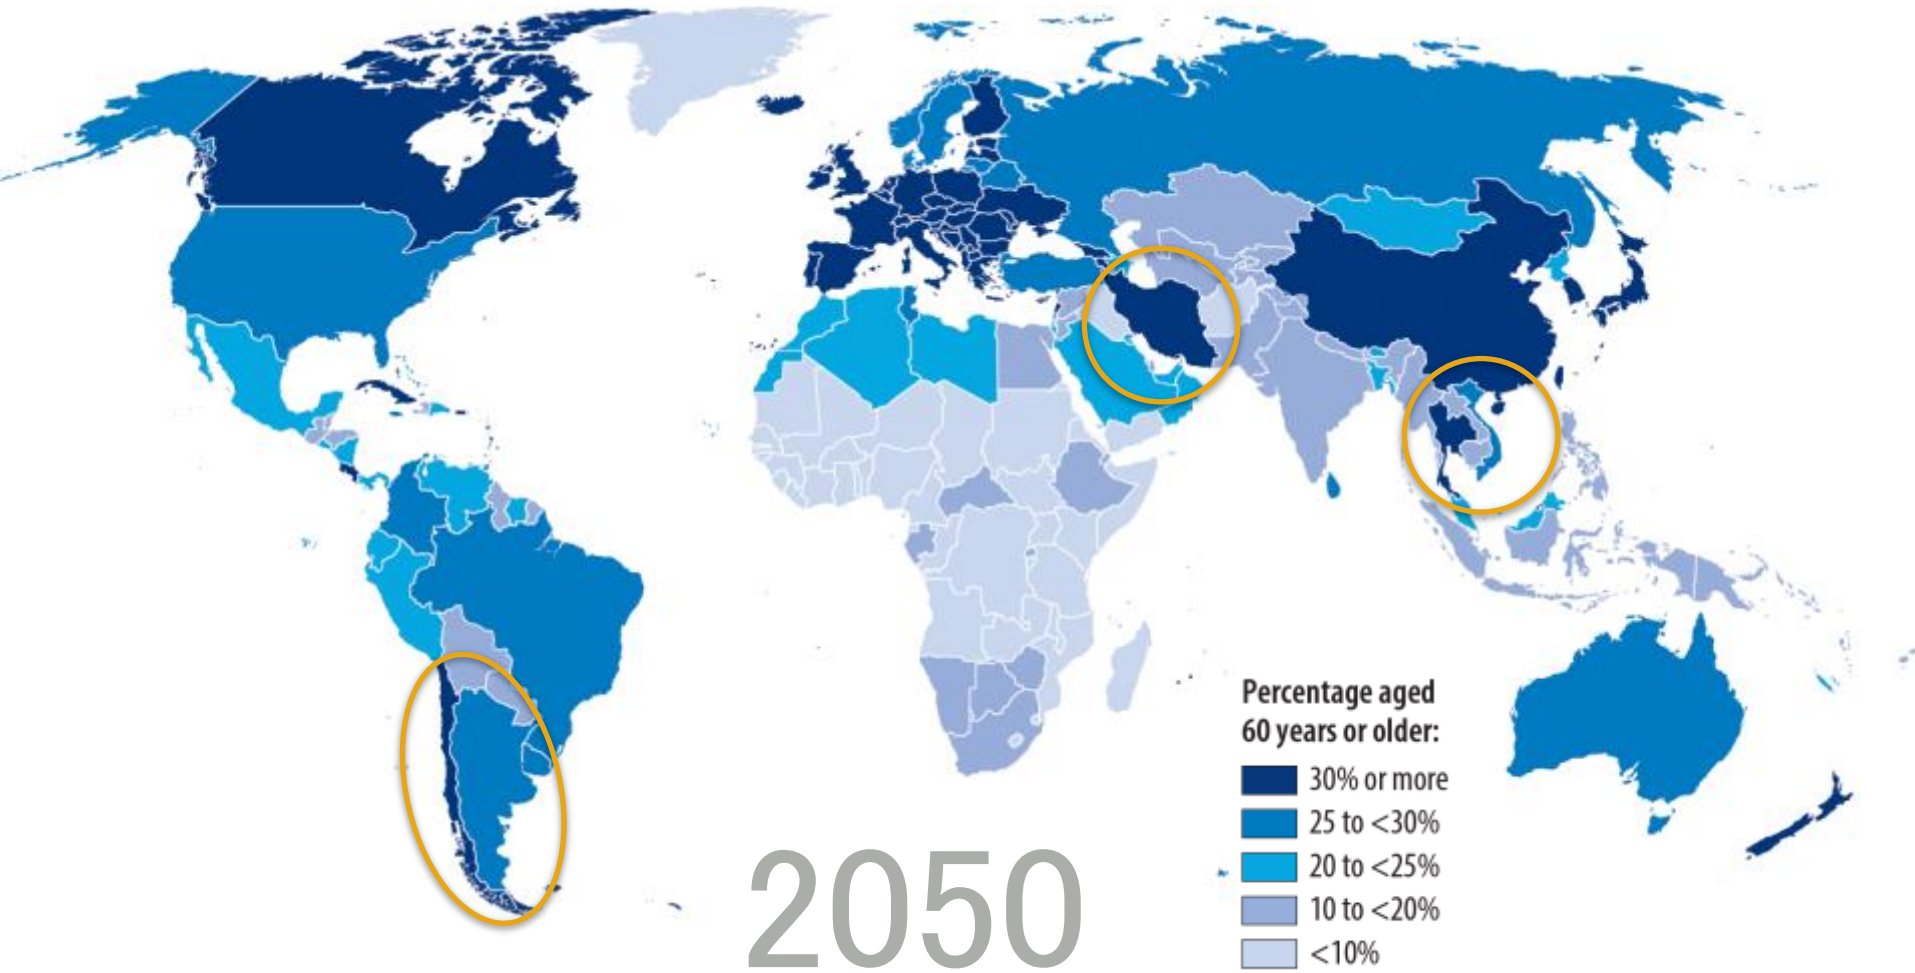 Percentage aged
60 years or older:
30% or more
25 to <30%
20 to <25%
10 to <20%
<10%
2050